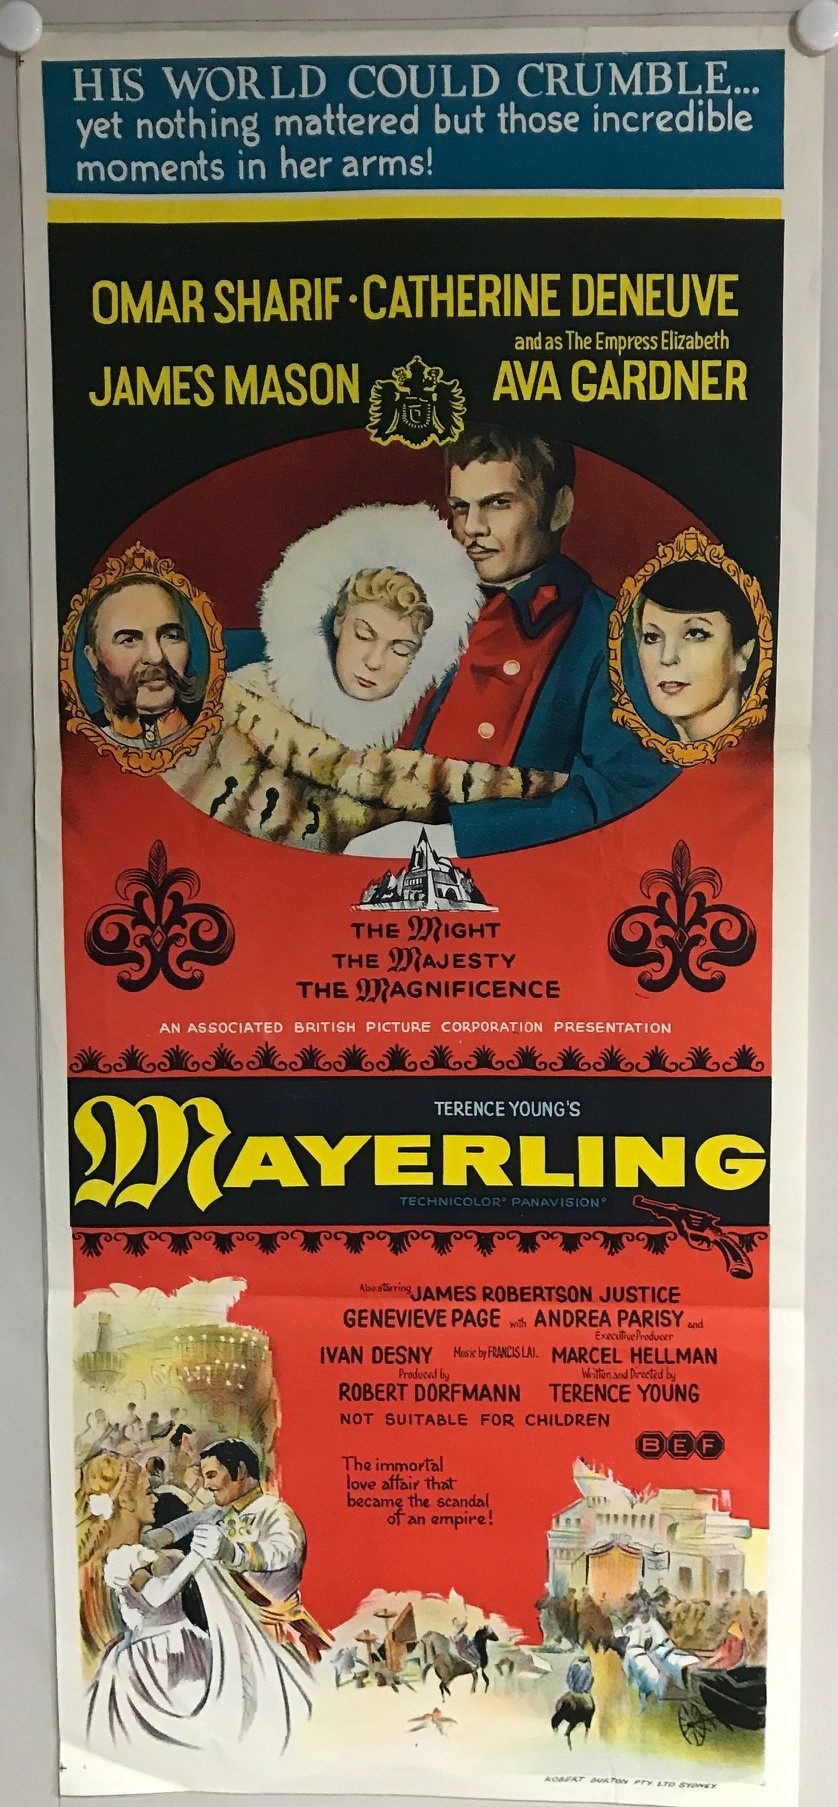 HIS WORLD COULD CRUMBLE...
yet nothing mattered but those incredible
moments in her arms!
OMAR SHARIF · CATHERINE DENEUVE
and as The Empress Elizabeth
JAMES MASON AVA GARDNER
THE MIGHT
THE MAJESTY
THE MAGNIFICENCE
AN ASSOCIATED BRITISH PICTURE CORPORATION PRESENTATION
TERENCE YOUNG'S
MAYERLING
TECHNICOLOR® PANAVISION®
Also starring JAMES ROBERTSON JUSTICE
GENEVIEVE PAGE with ANDREA PARISY and
Executive Producer
IVAN DESNY Music by FRANCIS LAI. MARCEL HELLMAN
Produced by Written and Directed by
ROBERT DORFMANN TERENCE YOUNG
NOT SUITABLE FOR CHILDREN
BEF
The immortal
love affair that
became the scandal
of an empire!
ROBERT BURTON PTY. LTD SYDNEY